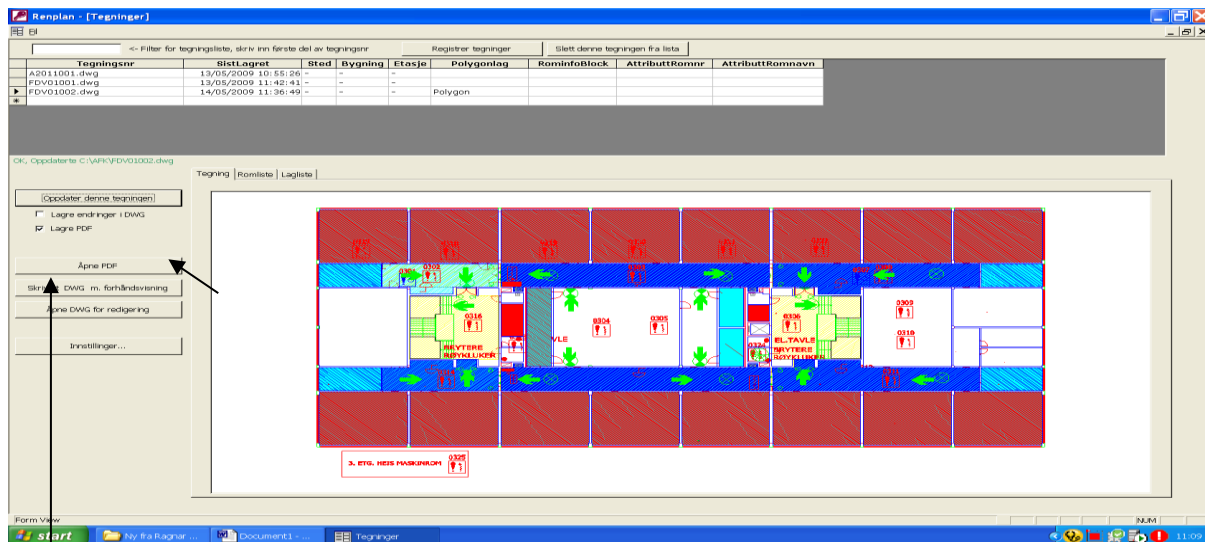 Renplan - [Tegninger]
Bl
<- Filter for tegningsliste, skriv inn første del av tegningsnr
Registrer tegninger
Slett denne tegningen fra lista
Tegningsnr SistLagret Sted Bygning Etasje Polygonlag RominfoBlock AttributtRomnr AttributtRomnavn
A2011001.dwg 13/05/2009 10:55:26 - - -
FDV01001.dwg 13/05/2009 11:42:41 - - -
FDV01002.dwg 14/05/2009 11:36:49 - - - Polygon
OK, Oppdaterte C:\APK\FDV01002.dwg
Tegning Romliste Lagliste
Oppdater denne tegningen
Lagre endringer i DWG
Lagre PDF
Åpne PDF
DWG m. forhåndsvisning
Åpne DWG for redigering
Innstillinger...
0301
0302
0316
0304
0305
0306
0309
0310
EL.TAVLE
BRYTERE
RØYKLUKER
BRYTERE
RØYKLUKER
0324
3. ETG. HEIS MASKINROM
0325
Form View
NUM
start
Ny fra Ragnar ...
Document1 - ...
Tegninger
11:09